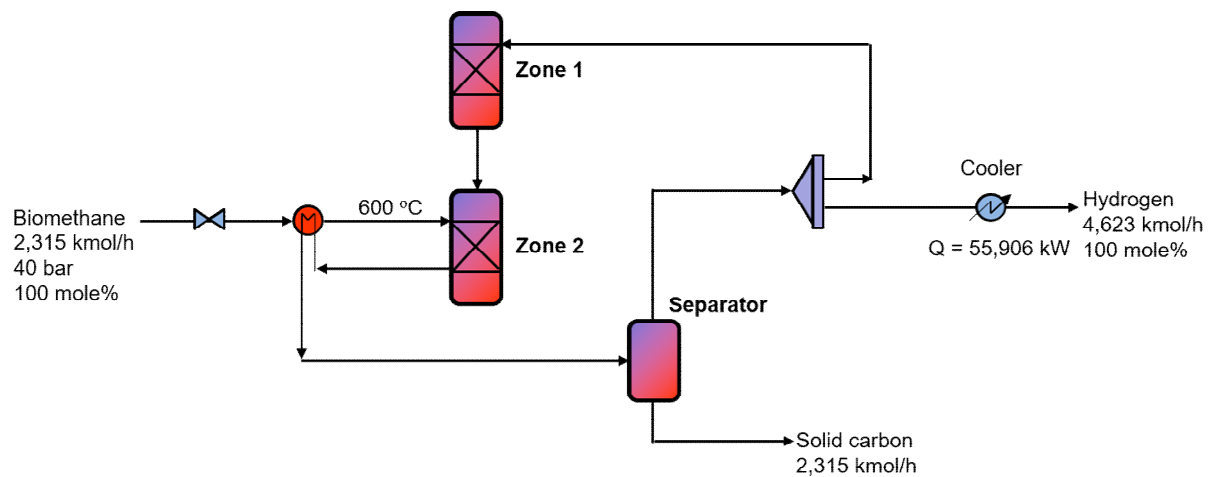 Zone 1
600 °C
Biomethane
2,315 kmol/h
40 bar
100 mole%
Zone 2
Cooler
Q = 55,906 kW
Hydrogen
4,623 kmol/h
100 mole%
Separator
Solid carbon
2,315 kmol/h